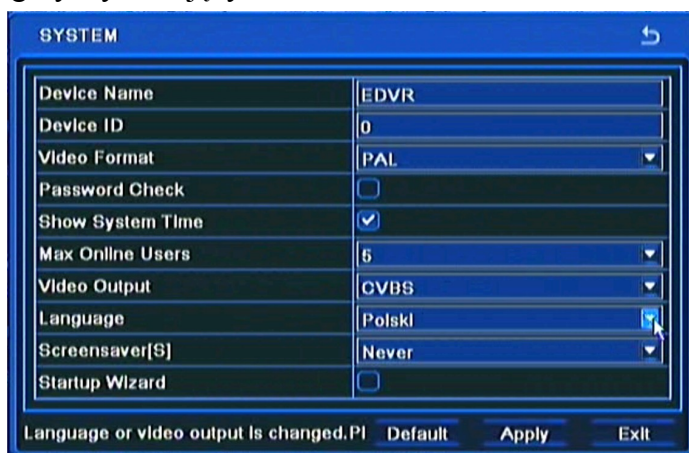 SYSTEM
Device Name EDVR
Device ID 0
Video Format PAL
Password Check
Show System Time
Max Online Users 5
Video Output CVBS
Language Polski
Screensaver[S] Never
Startup Wizard
Language or video output is changed.Pl Default Apply Exit